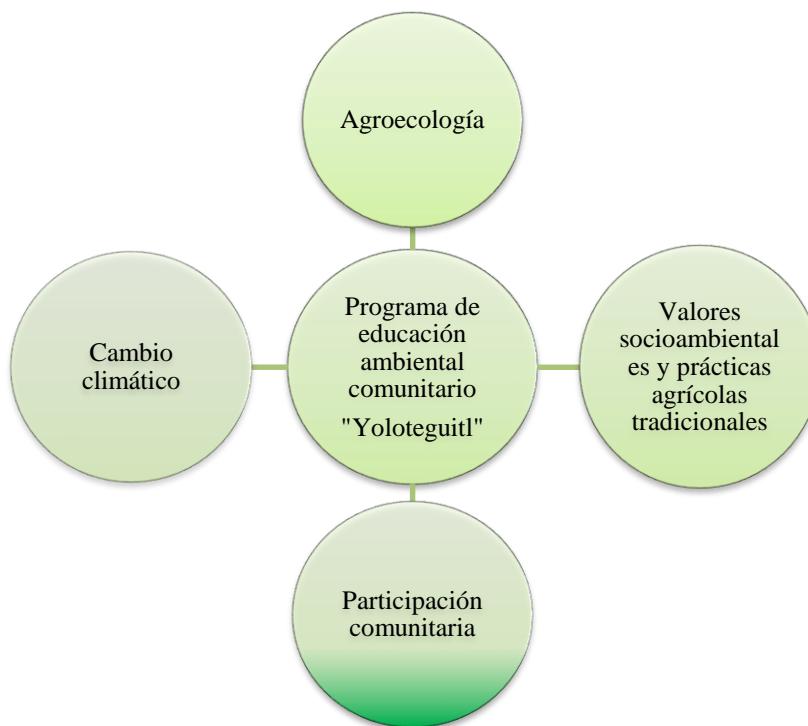 Agroecología
Cambio
climático
Programa de
educación
ambiental
comunitario
"Yoloteguitl"
Valores
socioambiental
es y prácticas
agrícolas
tradicionales
Participación
comunitaria